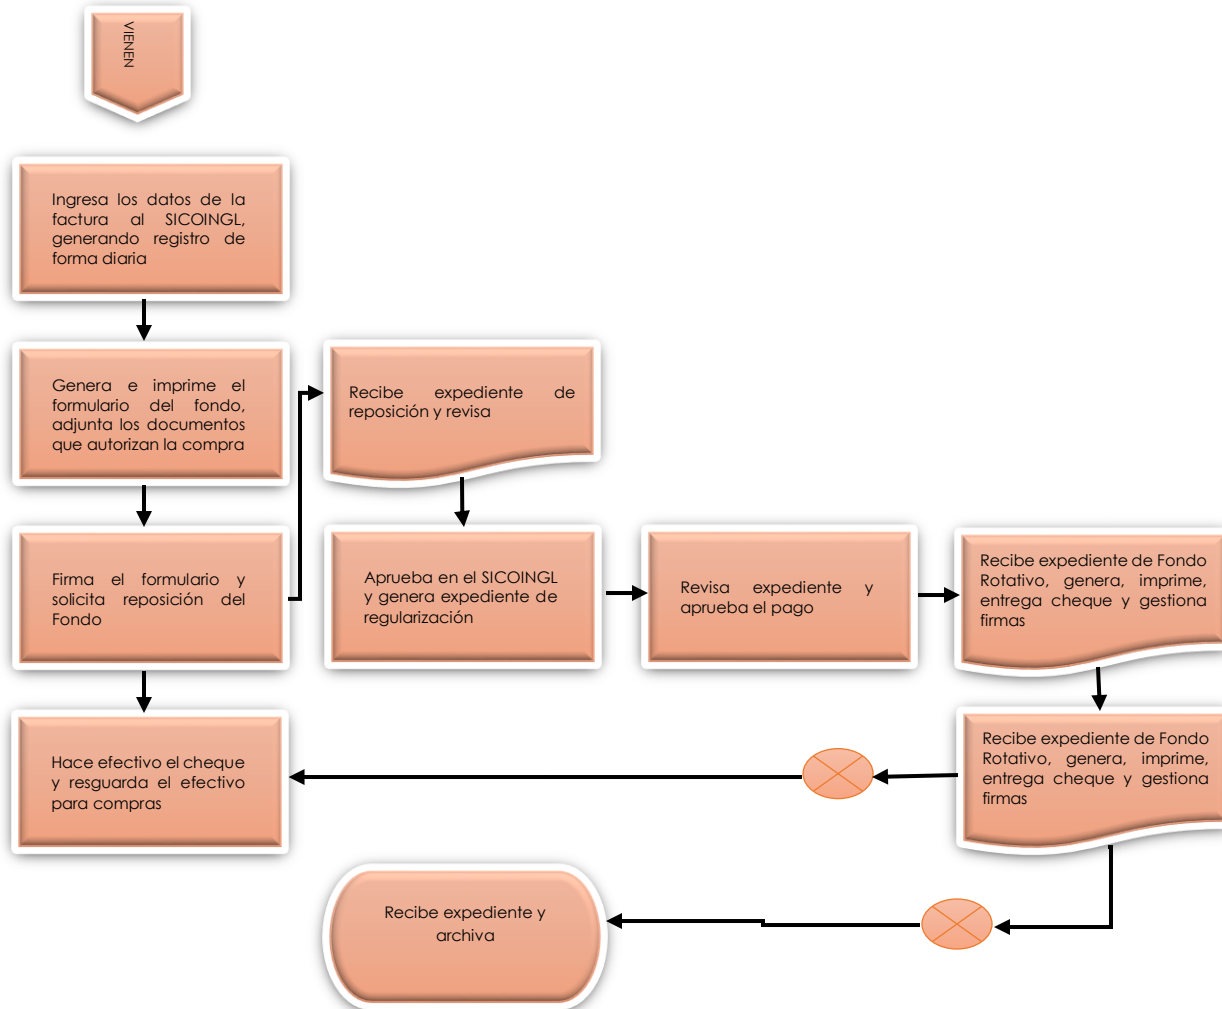 VIENEN
Ingresa los datos de la
factura al SICOINGL,
generando registro de
forma diaria
Genera e imprime el
formulario del fondo,
adjunta los documentos
que autorizan la compra
Recibe expediente de
reposición y revisa
Firma el formulario y
solicita reposición del
Fondo
Aprueba en el SICOINGL
y genera expediente de
regularización
Revisa expediente y
aprueba el pago
Recibe expediente de Fondo
Rotativo, genera, imprime,
entrega cheque y gestiona
firmas
Hace efectivo el cheque
y resguarda el efectivo
para compras
Recibe expediente de Fondo
Rotativo, genera, imprime,
entrega cheque y gestiona
firmas
Recibe expediente y
archiva